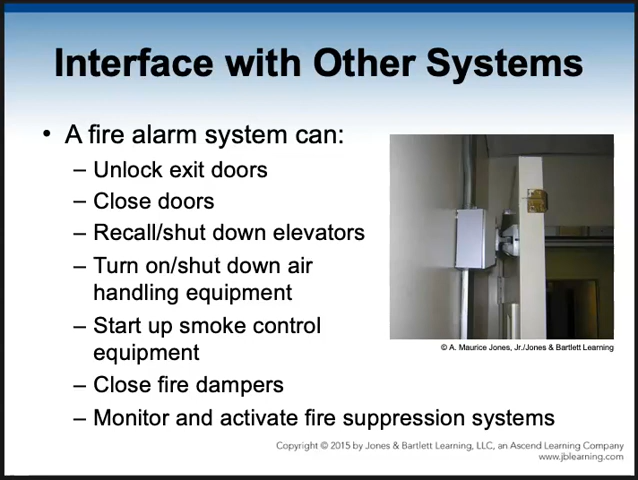 Interface with Other Systems
• A fire alarm system can:
– Unlock exit doors
– Close doors
– Recall/shut down elevators
– Turn on/shut down air
handling equipment
– Start up smoke control
equipment
– Close fire dampers
– Monitor and activate fire suppression systems
© A. Maurice Jones, Jr./Jones & Bartlett Learning
Copyright © 2015 by Jones & Bartlett Learning, LLC, an Ascend Learning Company
www.jblearning.com